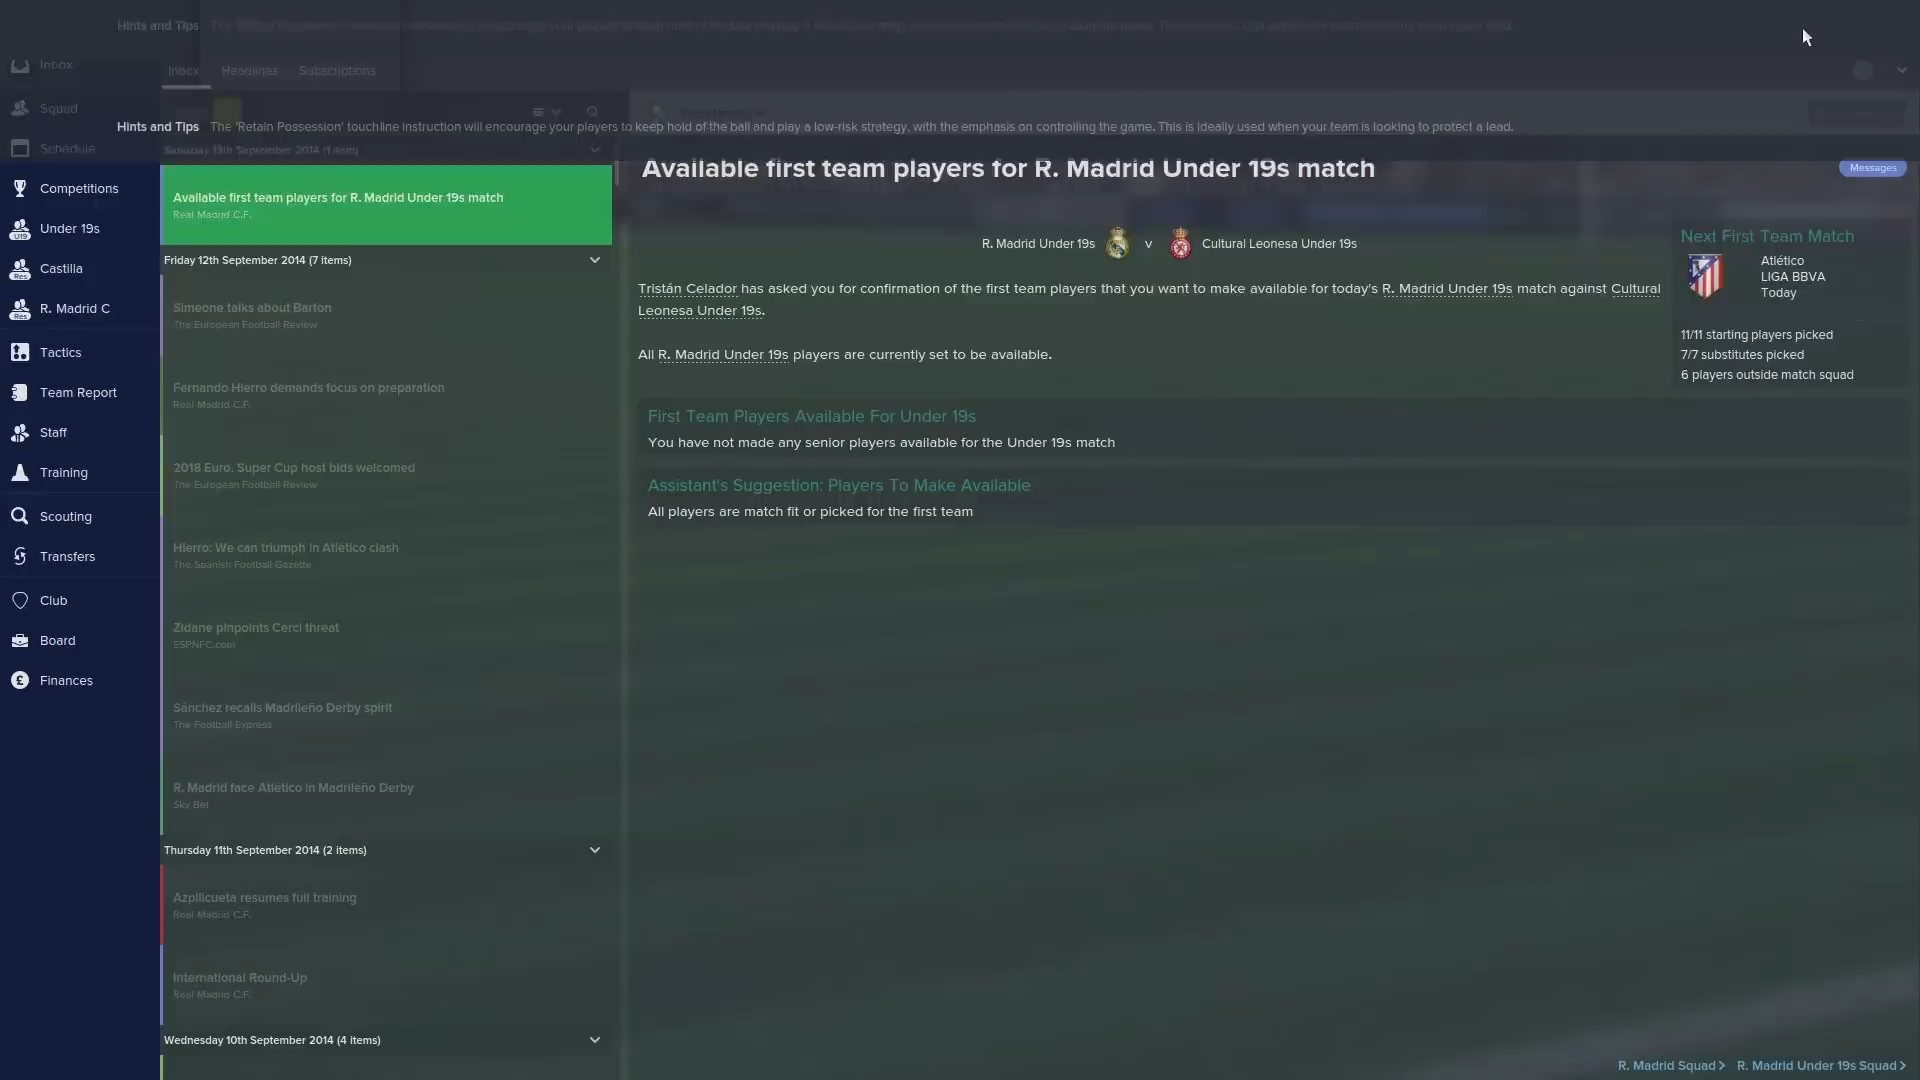 Hints and Tips
Inbox
Inbox Headlines Subscriptions
Squad
Hints and Tips The 'Retain Possession' touchline instruction will encourage your players to keep hold of the ball and play a low-risk strategy, with the emphasis on controlling the game. This is ideally used when your team is looking to protect a lead.
Schedule
Saturday 13th September 2014 (1 item)
Competitions
Under 19s
U19
Castilla
Res
R. Madrid C
Res
Tactics
Team Report
Staff
Training
Scouting
Transfers
Club
Board
Finances
Available first team players for R. Madrid Under 19s match
Real Madrid C.F.
Friday 12th September 2014 (7 items)
Simeone talks about Barton
The European Football Review
Fernando Hierro demands focus on preparation
Real Madrid C.F.
2018 Euro. Super Cup host bids welcomed
The European Football Review
Hierro: We can triumph in Atlético clash
The Spanish Football Gazette
Zidane pinpoints Cerci threat
ESPNFC.com
Sánchez recalls Madrileño Derby spirit
The Football Express
R. Madrid face Atlético in Madrileño Derby
Sky Bet
Thursday 11th September 2014 (2 items)
Azpilicueta resumes full training
Real Madrid C.F.
International Round-Up
Real Madrid C.F.
Wednesday 10th September 2014 (4 items)
Available first team players for R. Madrid Under 19s match
Messages
R. Madrid Under 19s v Cultural Leonesa Under 19s
Tristán Celador has asked you for confirmation of the first team players that you want to make available for today's R. Madrid Under 19s match against Cultural
Leonesa Under 19s.
All R. Madrid Under 19s players are currently set to be available.
First Team Players Available For Under 19s
You have not made any senior players available for the Under 19s match
Assistant's Suggestion: Players To Make Available
All players are match fit or picked for the first team
Next First Team Match
Atlético
LIGA BBVA
Today
11/11 starting players picked
7/7 substitutes picked
6 players outside match squad
R. Madrid Squad> R. Madrid Under 19s Squad>